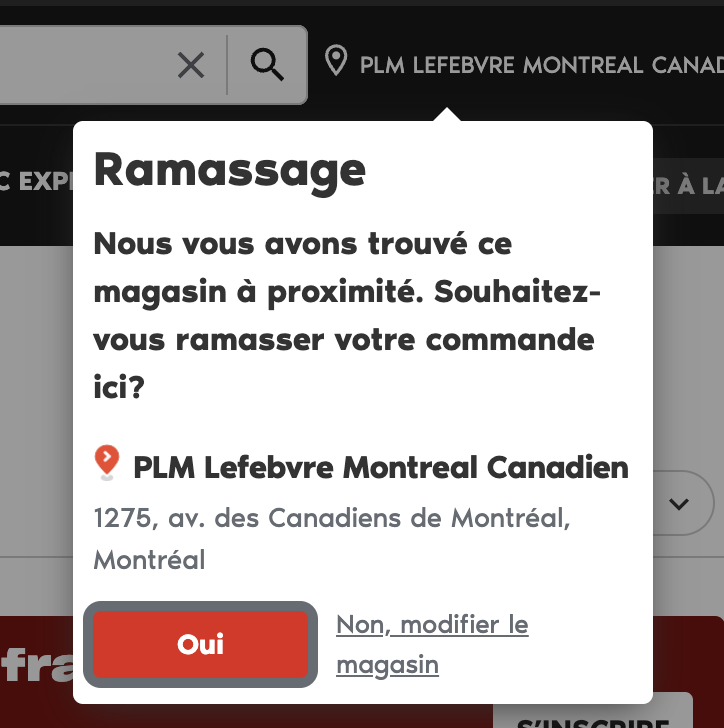 PLM LEFEBVRE MONTREAL CANAD
C EXP
R À LA
Ramassage
Nous vous avons trouvé ce
magasin à proximité. Souhaitez-
vous ramasser votre commande
ici?
PLM Lefebvre Montreal Canadien
1275, av. des Canadiens de Montréal,
Montréal
Oui
Non, modifier le
magasin
fra
S'INSCRIRE